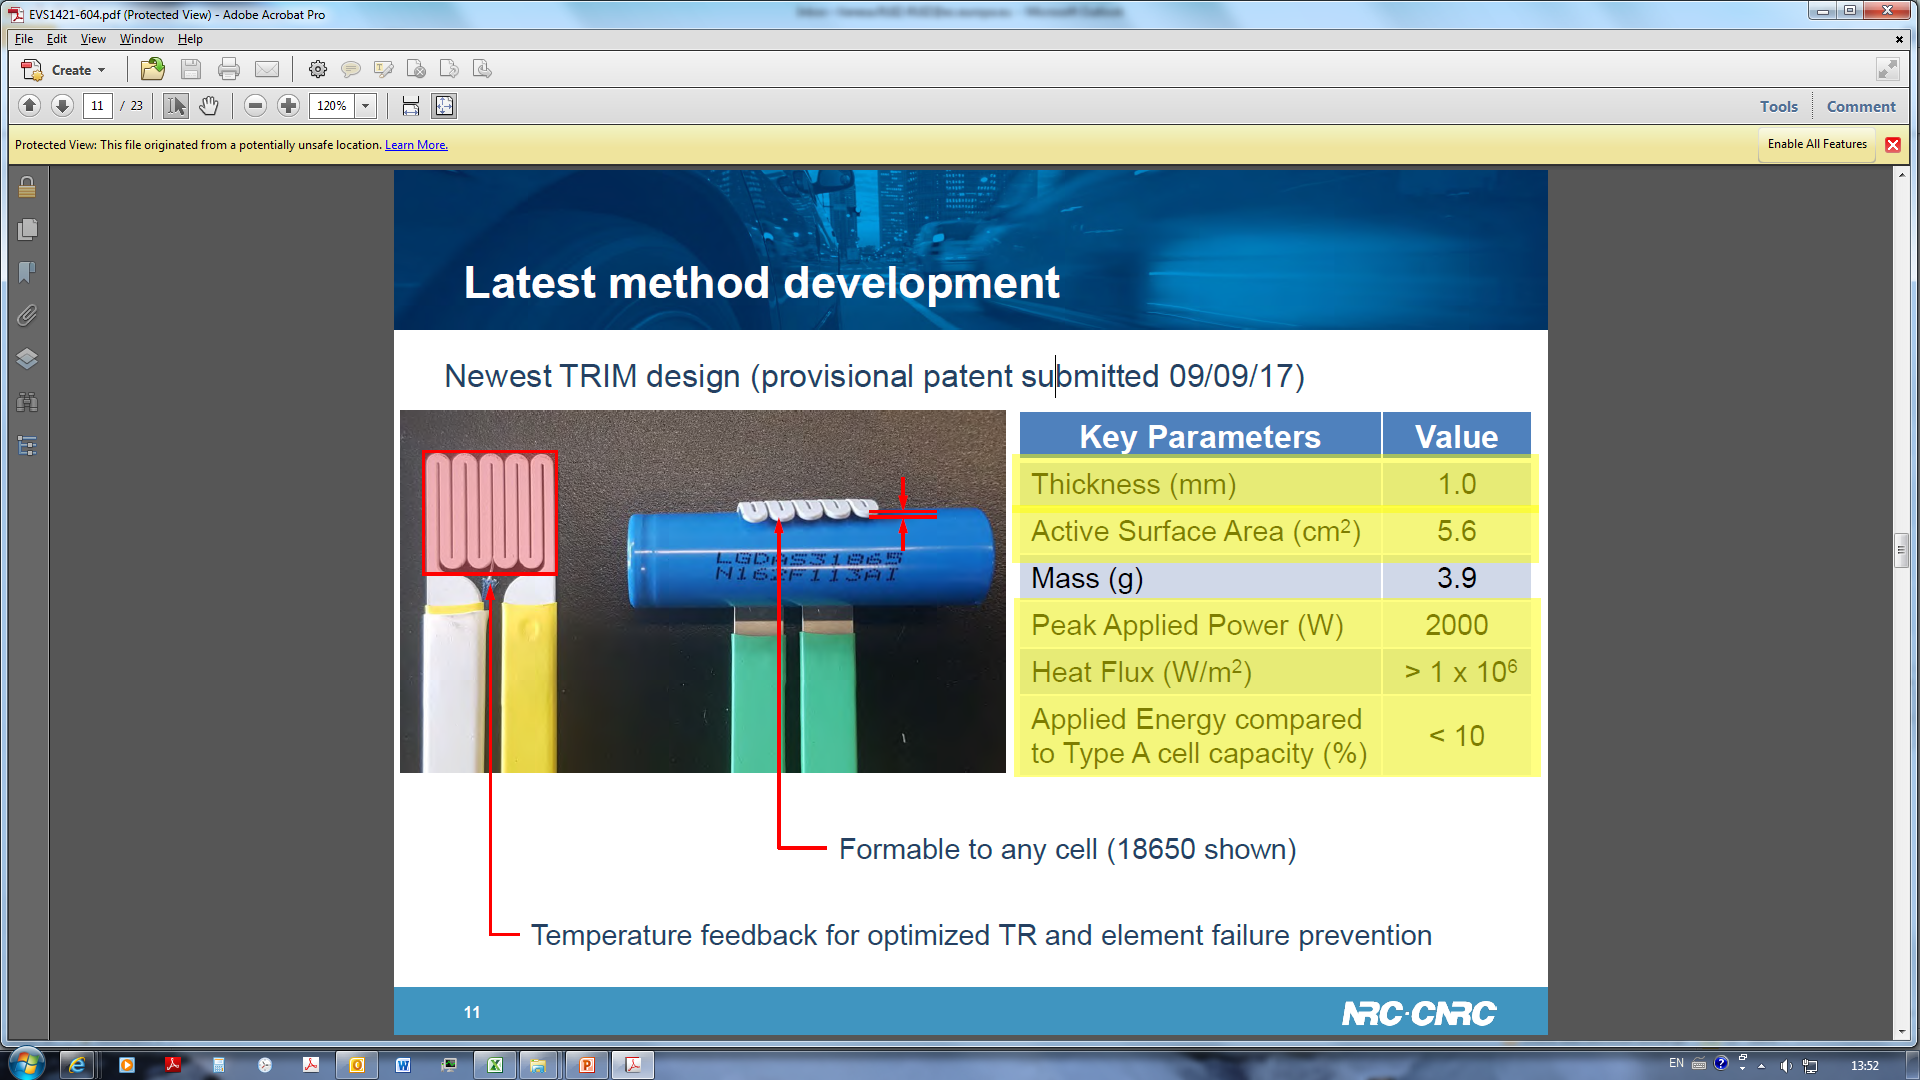 EVS1421-604.pdf (Protected View) - Adobe Acrobat Pro
File Edit View Window Help
Create
11 / 23 120% Tools Comment
Protected View: This file originated from a potentially unsafe location. Learn More. Enable All Features
Latest method development
Newest TRIM design (provisional patent submitted 09/09/17)
Key Parameters Value
Thickness (mm) 1.0
Active Surface Area (cm²) 5.6
Mass (g) 3.9
Peak Applied Power (W) 2000
Heat Flux (W/m²) > 1 x 10⁶
Applied Energy compared
to Type A cell capacity (%) < 10
LGDAS31865
Formable to any cell (18650 shown)
Temperature feedback for optimized TR and element failure prevention
11 NRC·CNRC
EN 13:52